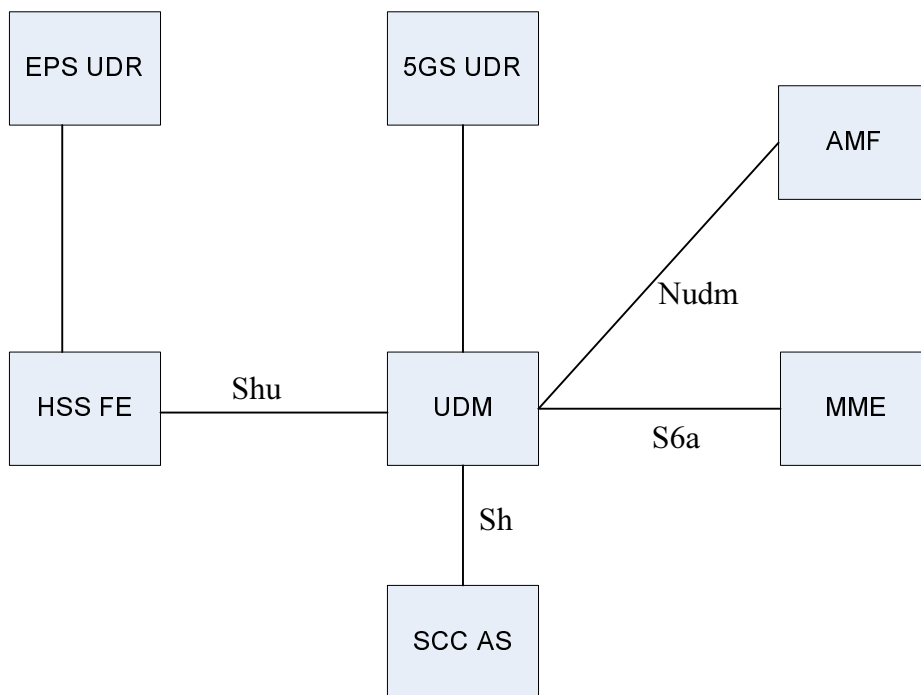 EPS UDR
5GS UDR
AMF
Nudm
HSS FE
Shu
UDM
S6a
MME
Sh
SCC AS